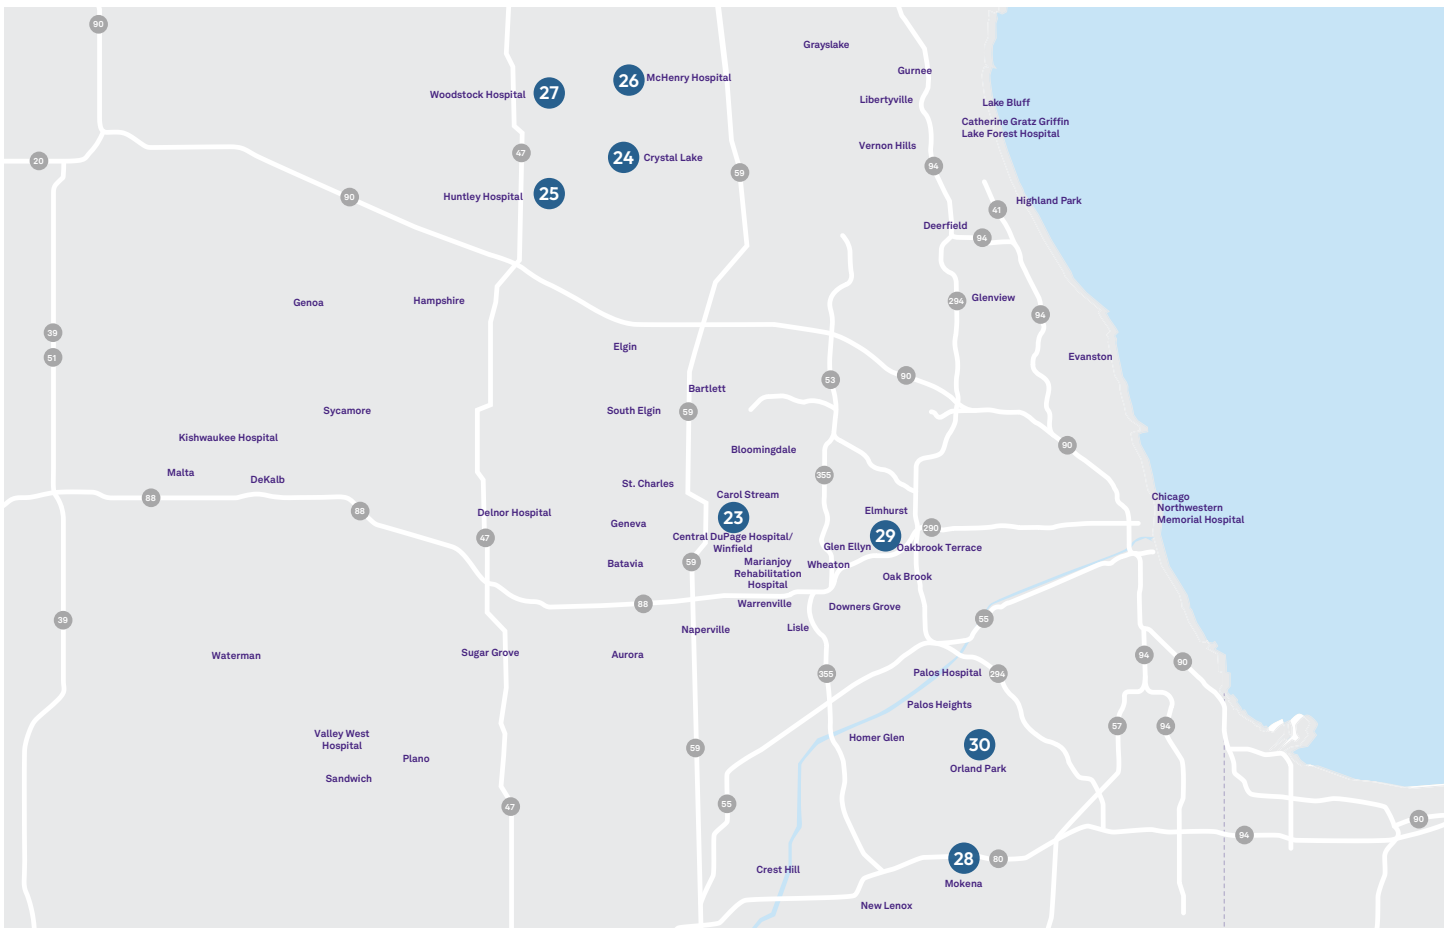 90
Grayslake
Gurnee
26 McHenry Hospital
Woodstock Hospital 27
Libertyville
Lake Bluff
Catherine Gratz Griffin
Lake Forest Hospital
Vernon Hills
47
24 Crystal Lake
20
94
59
Huntley Hospital 25
90
Highland Park
41
Deerfield
94
Genoa
Hampshire
294 Glenview
94
39
Elgin
51
Evanston
90
53
Bartlett
Sycamore
South Elgin
59
Kishwaukee Hospital
90
Bloomingdale
Malta
355
DeKalb
St. Charles
Carol Stream
88
Chicago
Northwestern
Memorial Hospital
88
Delnor Hospital
Elmhurst
23
Geneva
290
29
47
Central DuPage Hospital/
Winfield
Glen Ellyn
Oakbrook Terrace
Batavia
59
Marianjoy
Rehabilitation
Hospital
Wheaton
Oak Brook
88
Warrenville
Downers Grove
39
55
Naperville
Lisle
Waterman
Sugar Grove
Aurora
94
90
355
Palos Hospital
294
Palos Heights
57
94
Valley West
Hospital
Homer Glen
30
59
Plano
Orland Park
Sandwich
47
55
90
94
28
80
Crest Hill
Mokena
New Lenox